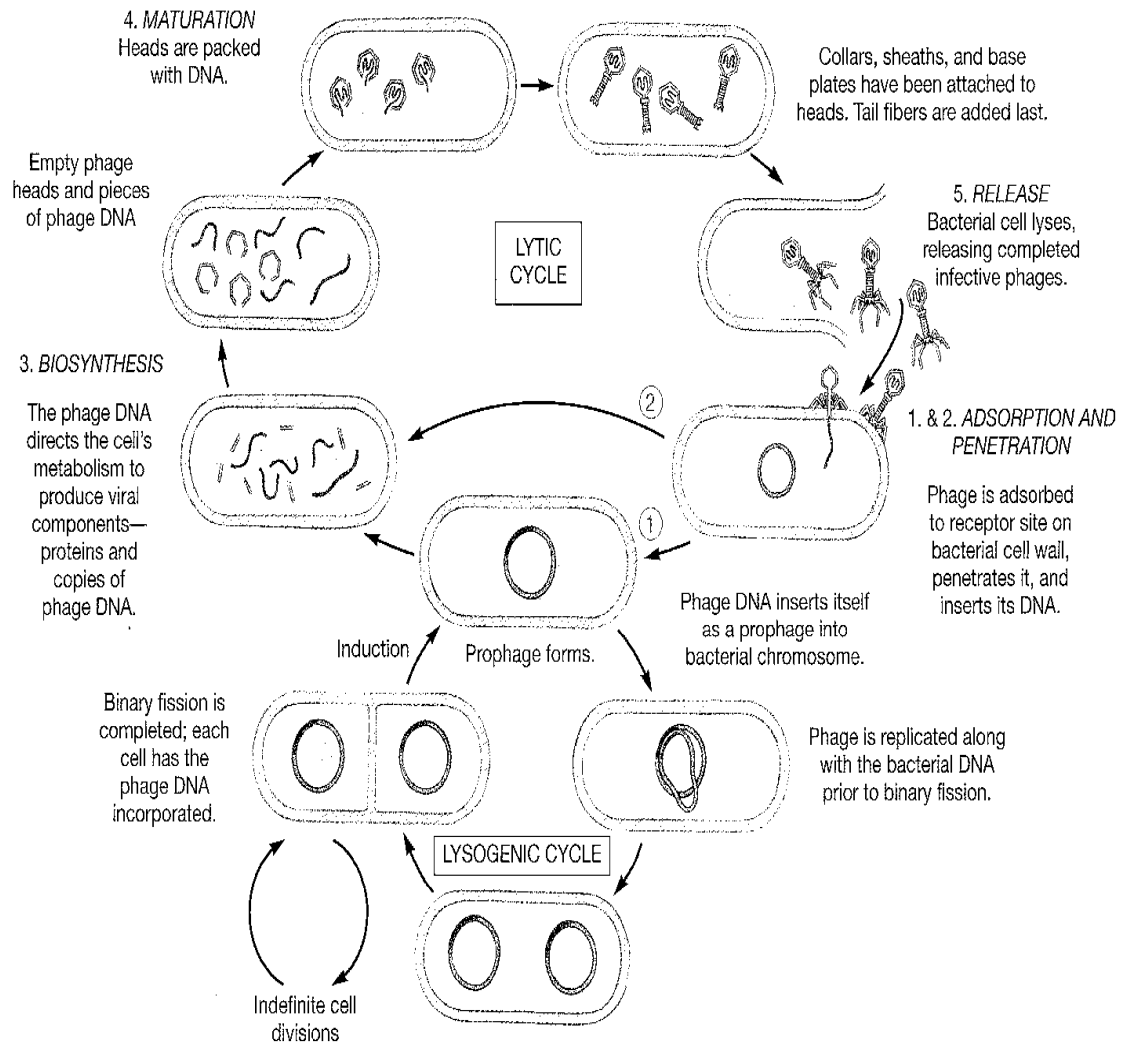 4. MATURATION
Heads are packed
with DNA.
Collars, sheaths, and base
plates have been attached to
heads. Tail fibers are added last.
Empty phage
heads and pieces
of phage DNA
LYTIC
CYCLE
5. RELEASE
Bacterial cell lyses,
releasing completed
infective phages.
3. BIOSYNTHESIS
The phage DNA
directs the cell's
metabolism to
produce viral
components—
proteins and
copies of
phage DNA.
2
1
1. & 2. ADSORPTION AND
PENETRATION
Phage is adsorbed
to receptor site on
bacterial cell wall,
penetrates it, and
inserts its DNA.
Phage DNA inserts itself
as a prophage into
bacterial chromosome.
Induction
Prophage forms.
Binary fission is
completed; each
cell has the
phage DNA
incorporated.
Phage is replicated along
with the bacterial DNA
prior to binary fission.
LYSOGENIC CYCLE
Indefinite cell
divisions